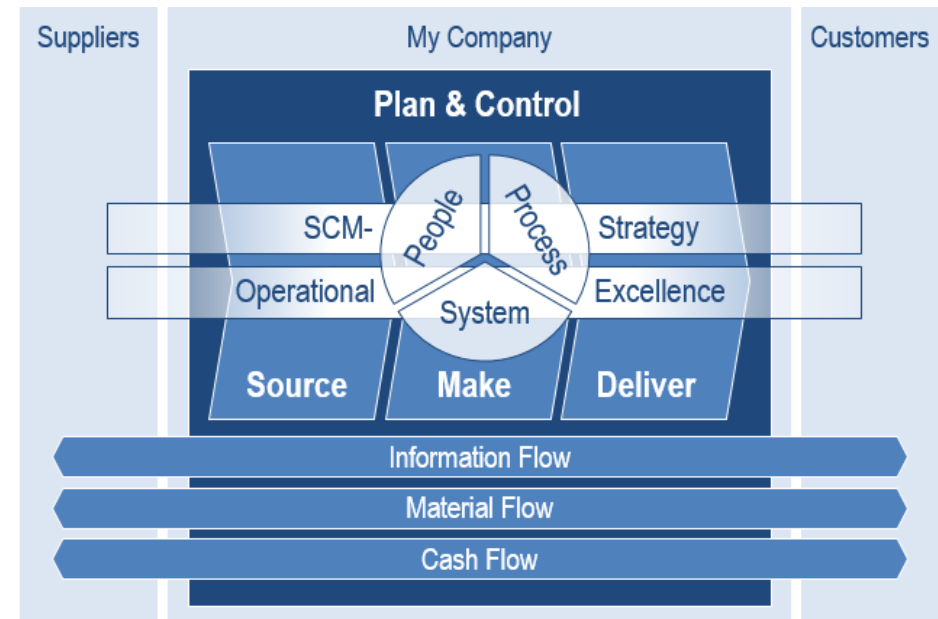 Suppliers
My Company
Customers
Plan & Control
People
Process
SCM-
Strategy
Operational
Excellence
System
Source
Make
Deliver
Information Flow
Material Flow
Cash Flow